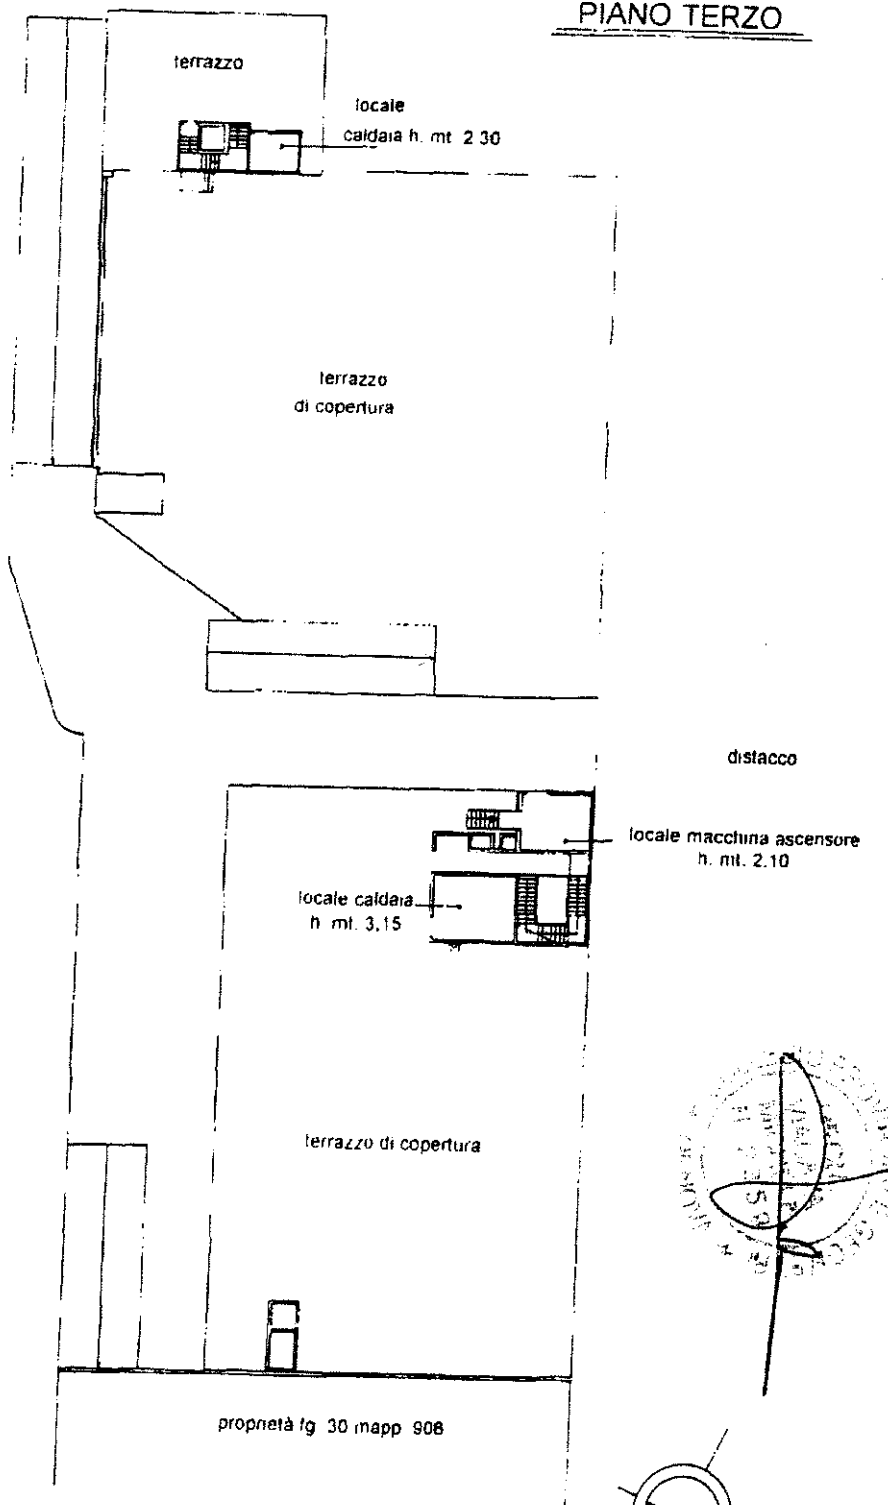 PIANO TERZO
terrazzo
locale
caldaia h. mt 2 30
terrazzo
di copertura
distacco
locale macchina ascensore
h. mt. 2.10
locale caldaia
h mt. 3,15
terrazzo di copertura
proprietà fg 30 mapp 906